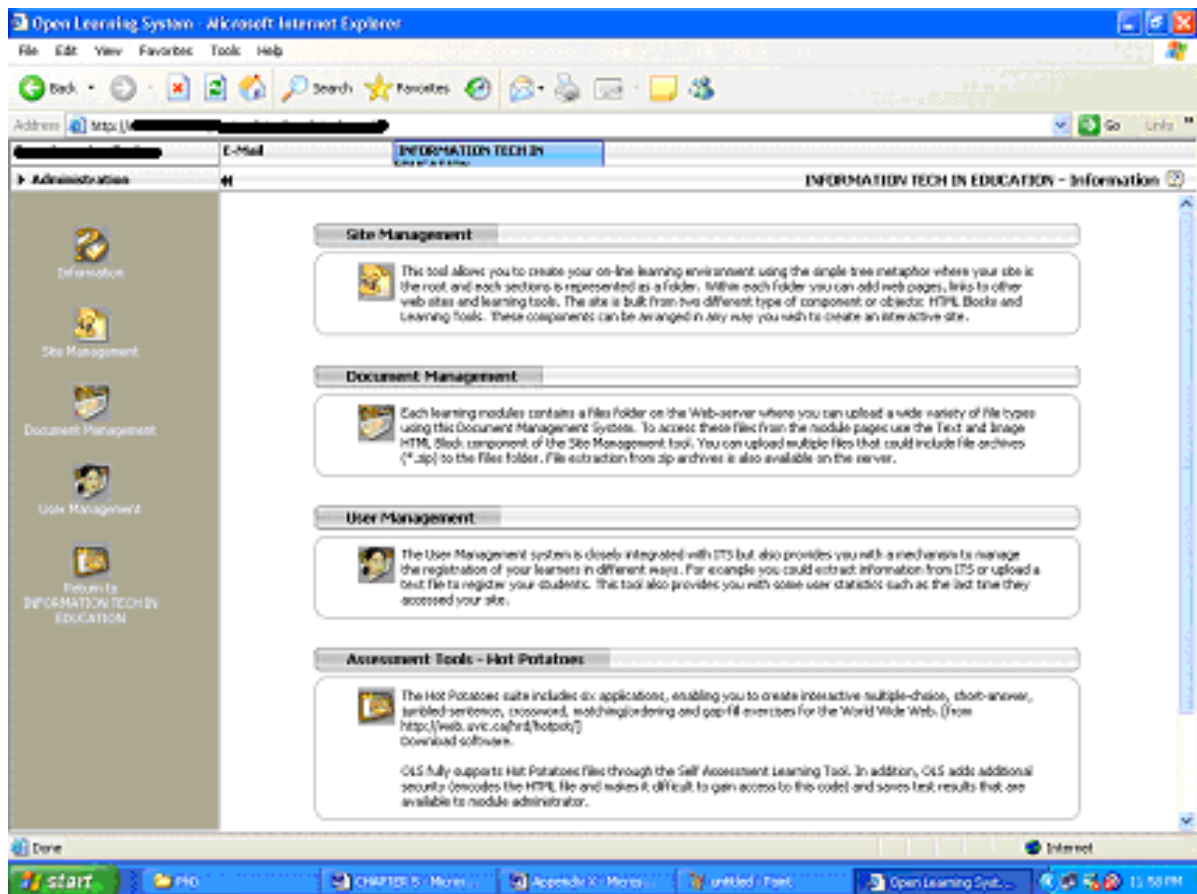 Open Learning System - Microsoft Internet Explorer
File Edit View Favorites Tools Help
Back Search Favorites
Address http://
Go Links »
E-Mail
INFORMATION TECH IN
Administration
INFORMATION TECH IN EDUCATION - Information
Information
Site Management
Document Management
User Management
Return to
INFORMATION TECH IN
EDUCATION
Site Management
This tool allows you to create your on-line learning environment using the simple tree metaphor where your site is
the root and each sections is represented as a folder. Within each folder you can add web pages, links to other
web sites and learning tools. The site is built from two different type of component or objects: HTML Blocks and
Learning Tools. These components can be arranged in any way you wish to create an interactive site.
Document Management
Each learning modules contains a files folder on the Web-server where you can upload a wide variety of file types
using this Document Management System. To access these files from the module pages use the Text and Image
HTML Block component of the Site Management tool. You can upload multiple files that could include file archives
(*.zip) to the Files folder. File extraction from zip archives is also available on the server.
User Management
The User Management system is closely integrated with ITS but also provides you with a mechanism to manage
the registration of your learners in different ways. For example you could extract information from ITS or upload a
text file to register your students. This tool also provides you with some user statistics such as the last time they
accessed your site.
Assessment Tools - Hot Potatoes
The Hot Potatoes suite includes six applications, enabling you to create interactive multiple-choice, short-answer,
jumbled-sentence, crossword, matching/ordering and gap-fill exercises for the World Wide Web. [from
http://web.uvic.ca/hrd/hotpot/]
Download software.
OLS fully supports Hot Potatoes files through the Self Assessment Learning Tool. In addition, OLS adds additional
security (encodes the HTML file and makes it difficult to gain access to this code) and saves test results that are
available to module administrator.
Done
Internet
start
PhD
CHAPTER 5 - Micros...
Appendix X - Micros...
untitled - Paint
Open Learning Syst...
11:58 PM